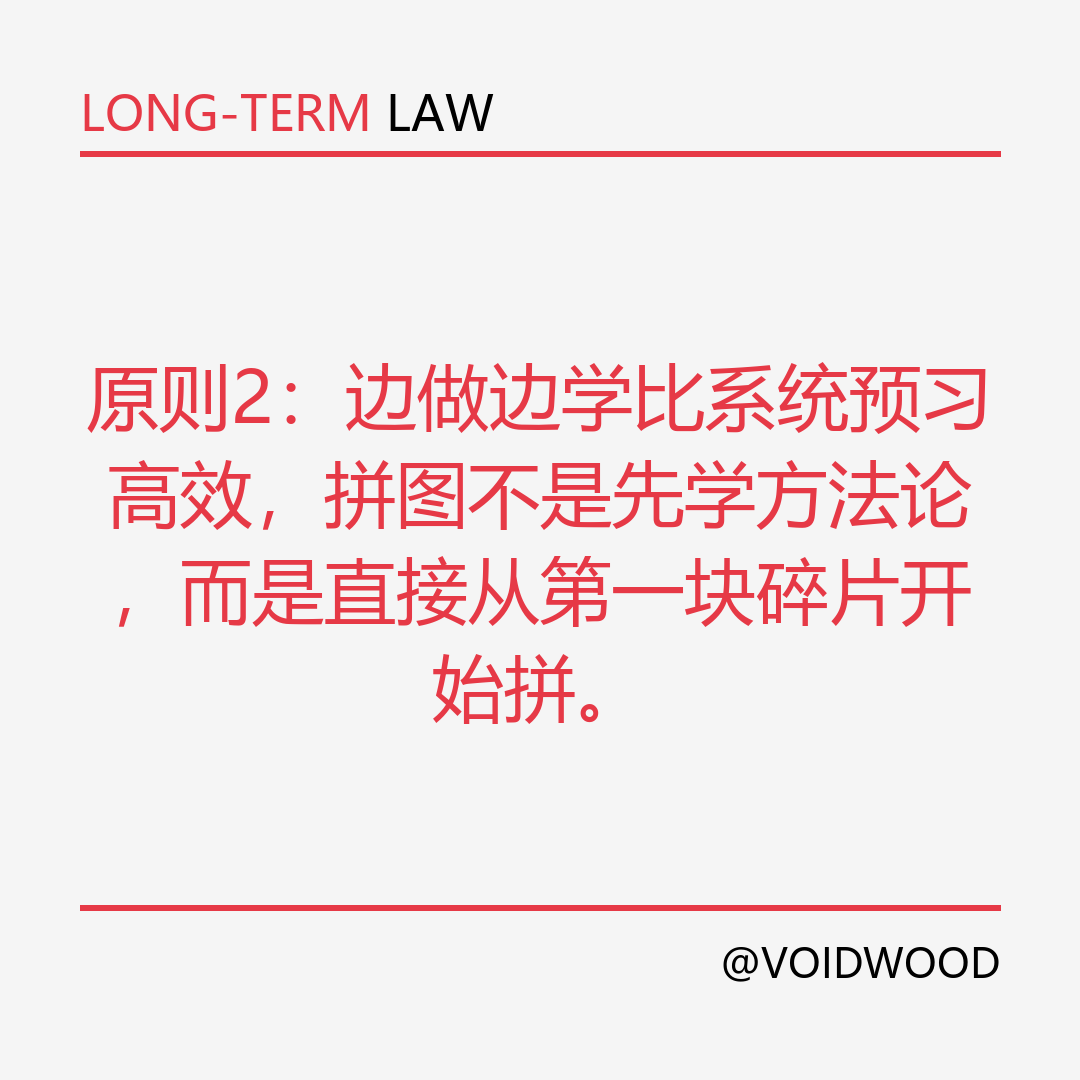 LONG-TERM LAW
原则2：边做边学比系统预习
高效，拼图不是先学方法论
，而是直接从第一块碎片开
始拼。
@VOIDWOOD